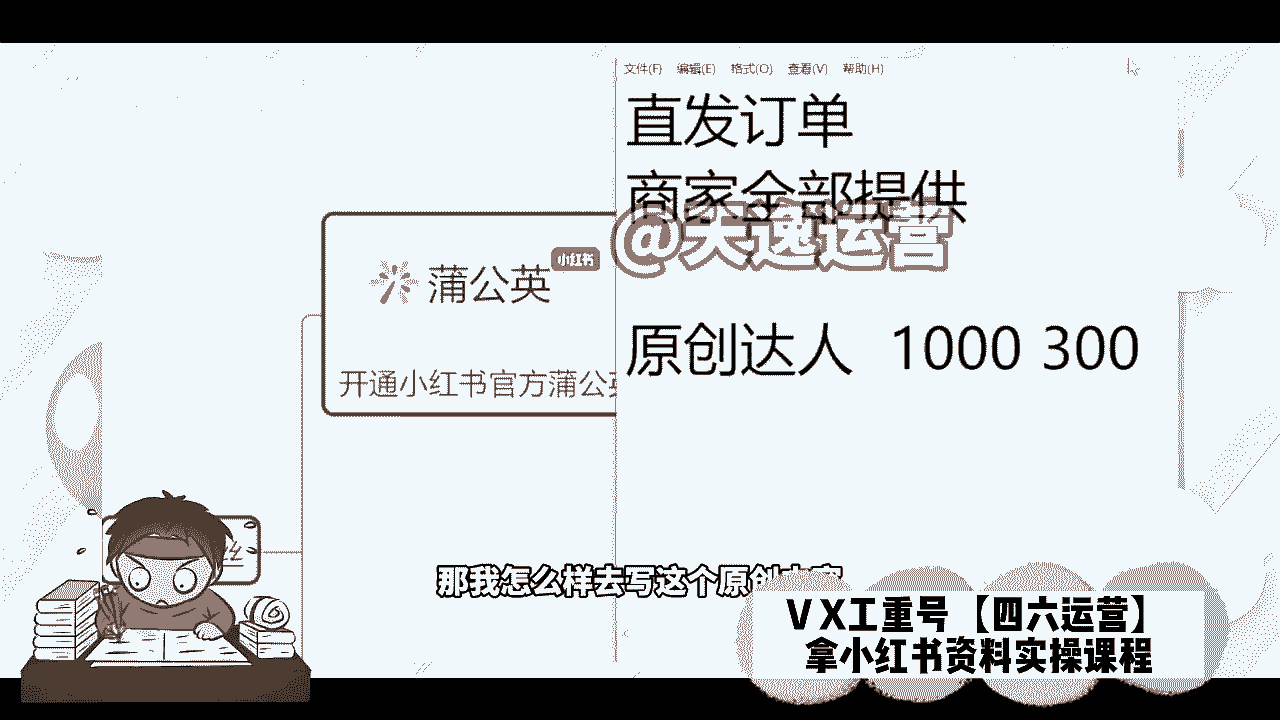 文件(F) 编辑(E) 格式(O) 查看(V) 帮助(H)
直发订单
商家全部提供
@天逸运营
小红书
蒲公英
原创达人 1000 300
开通小红书官方蒲公英
那我怎么样去写这个原创
VX工重号【四六运营】
拿小红书资料实操课程